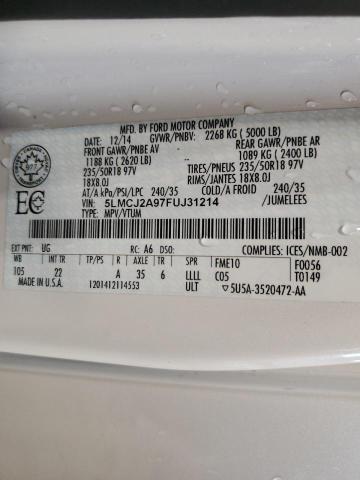 MFD. BY FORD MOTOR COMPANY
DATE: 12/14 GVWR/PNBV: 2268 KG ( 5000 LB)
FRONT GAWR/PNBE AV REAR GAWR/PNBE AR
1188 KG ( 2620 LB) 1089 KG ( 2400 LB)
235/50R18 97V TIRES/PNEUS 235/50R18 97V
18X8.0J RIMS/JANTES 18X8.0J
AT/A kPa/PSI/LPC 240/35 COLD/A FROID 240/35
VIN: 5LMCJ2A97FUJ31214 /JUMELEES
TYPE: MPV/VTUM
EC
EXT PNT: UG RC: A6 DSO: COMPLIES: ICES/NMB-002
WB INT TR TP/PS R AXLE TR SPR FME10 F0056
105 22 A 35 6 LLLL C05 T0149
MADE IN U.S.A. 1201412114553 ULT 5U5A-3520472-AA